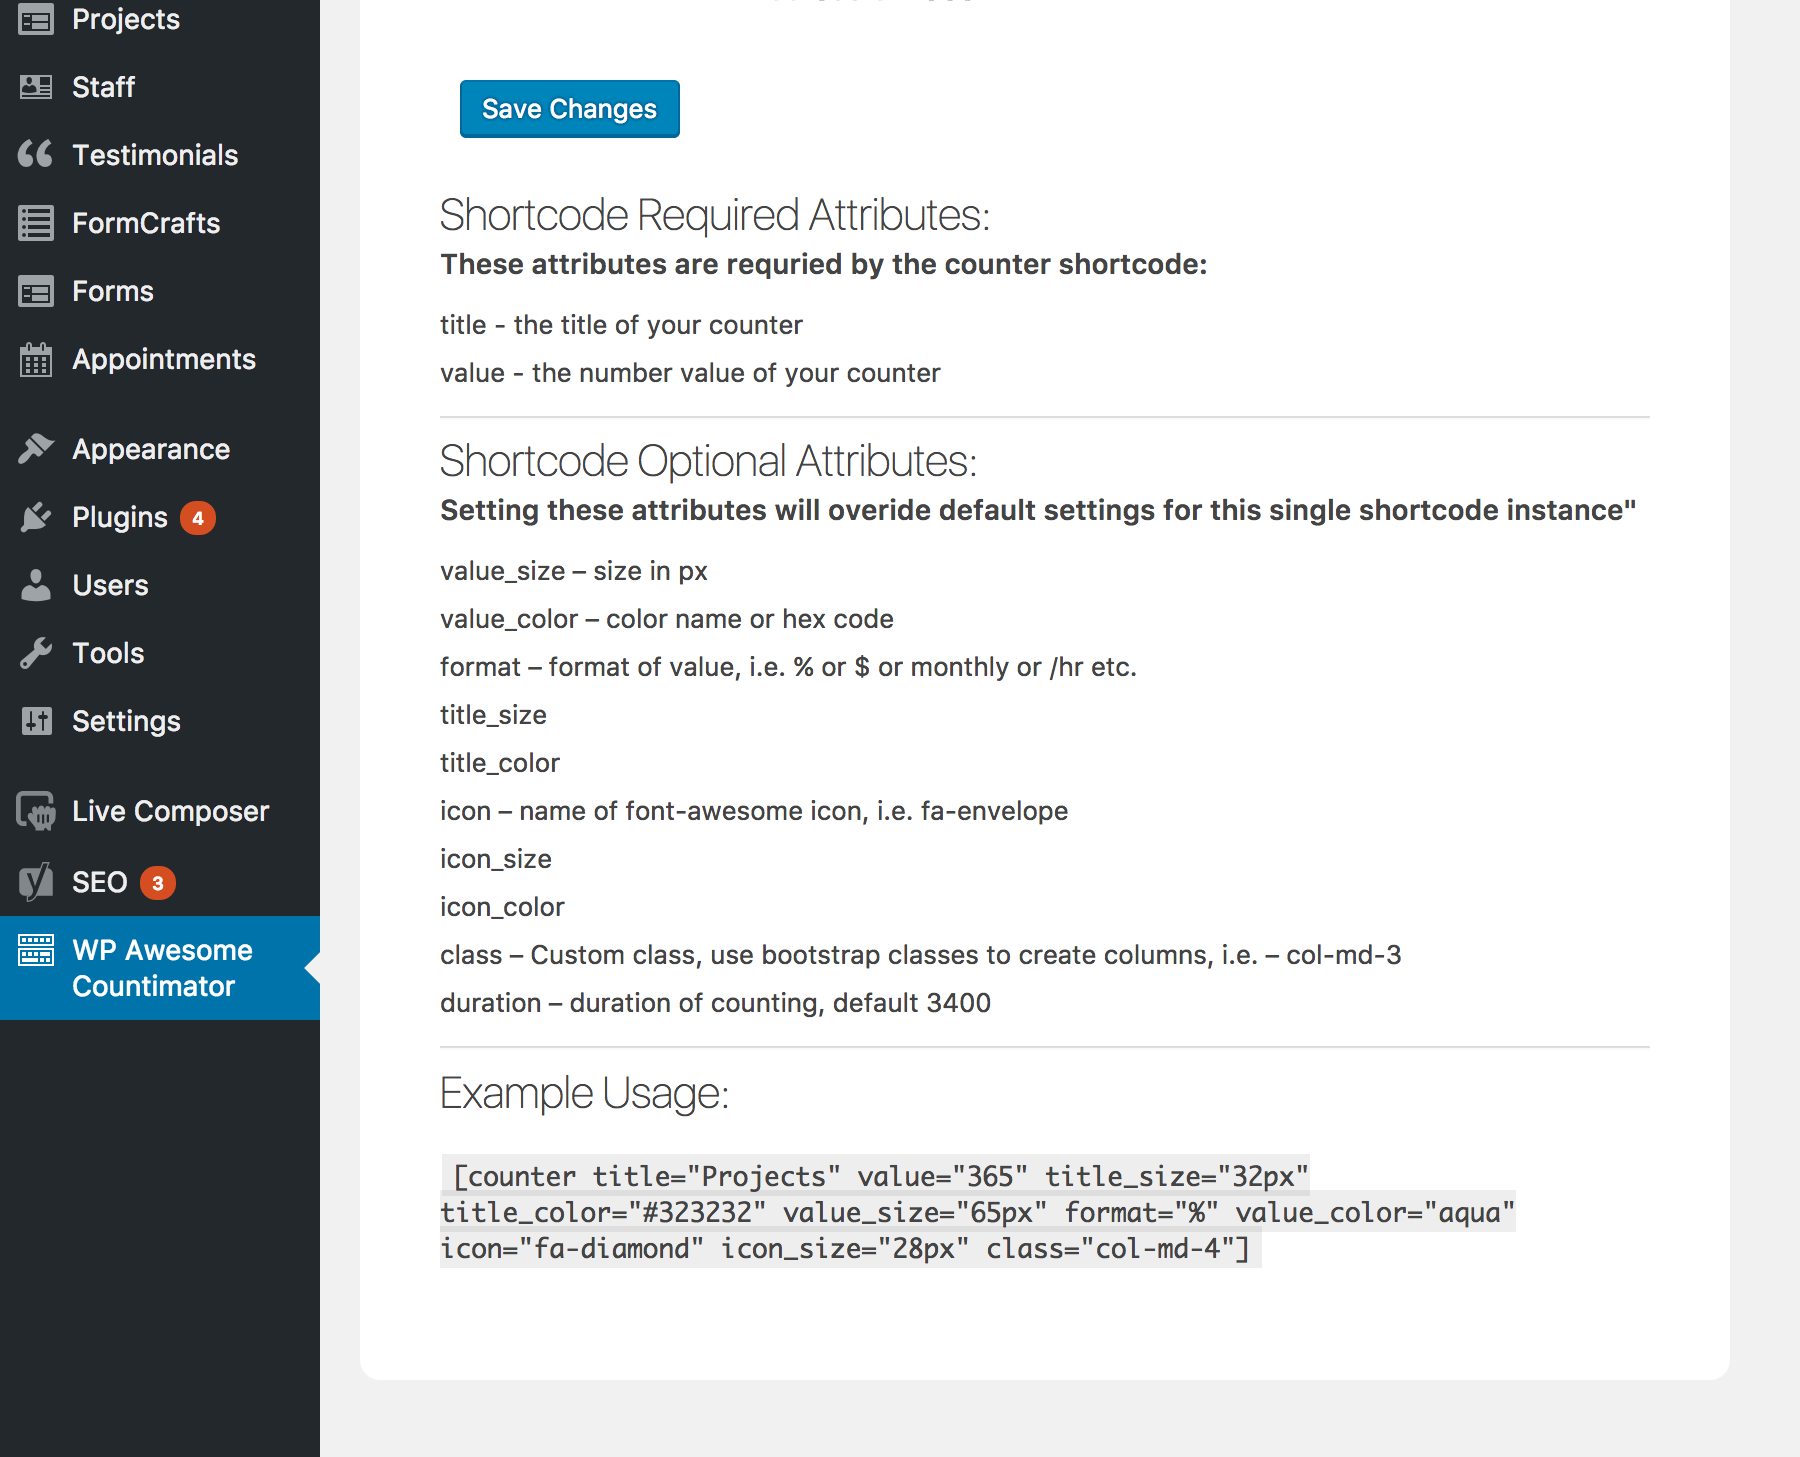 Projects
Staff
Testimonials
FormCrafts
Forms
Appointments
Appearance
Plugins 4
Users
Tools
Settings
Live Composer
SEO 3
WP Awesome
Countimator
Save Changes
Shortcode Required Attributes:
These attributes are requried by the counter shortcode:
title - the title of your counter
value - the number value of your counter
Shortcode Optional Attributes:
Setting these attributes will overide default settings for this single shortcode instance"
value_size – size in px
value_color – color name or hex code
format – format of value, i.e. % or $ or monthly or /hr etc.
title_size
title_color
icon – name of font-awesome icon, i.e. fa-envelope
icon_size
icon_color
class – Custom class, use bootstrap classes to create columns, i.e. – col-md-3
duration – duration of counting, default 3400
Example Usage:
[counter title="Projects" value="365" title_size="32px"
title_color="#323232" value_size="65px" format="%" value_color="aqua"
icon="fa-diamond" icon_size="28px" class="col-md-4"]